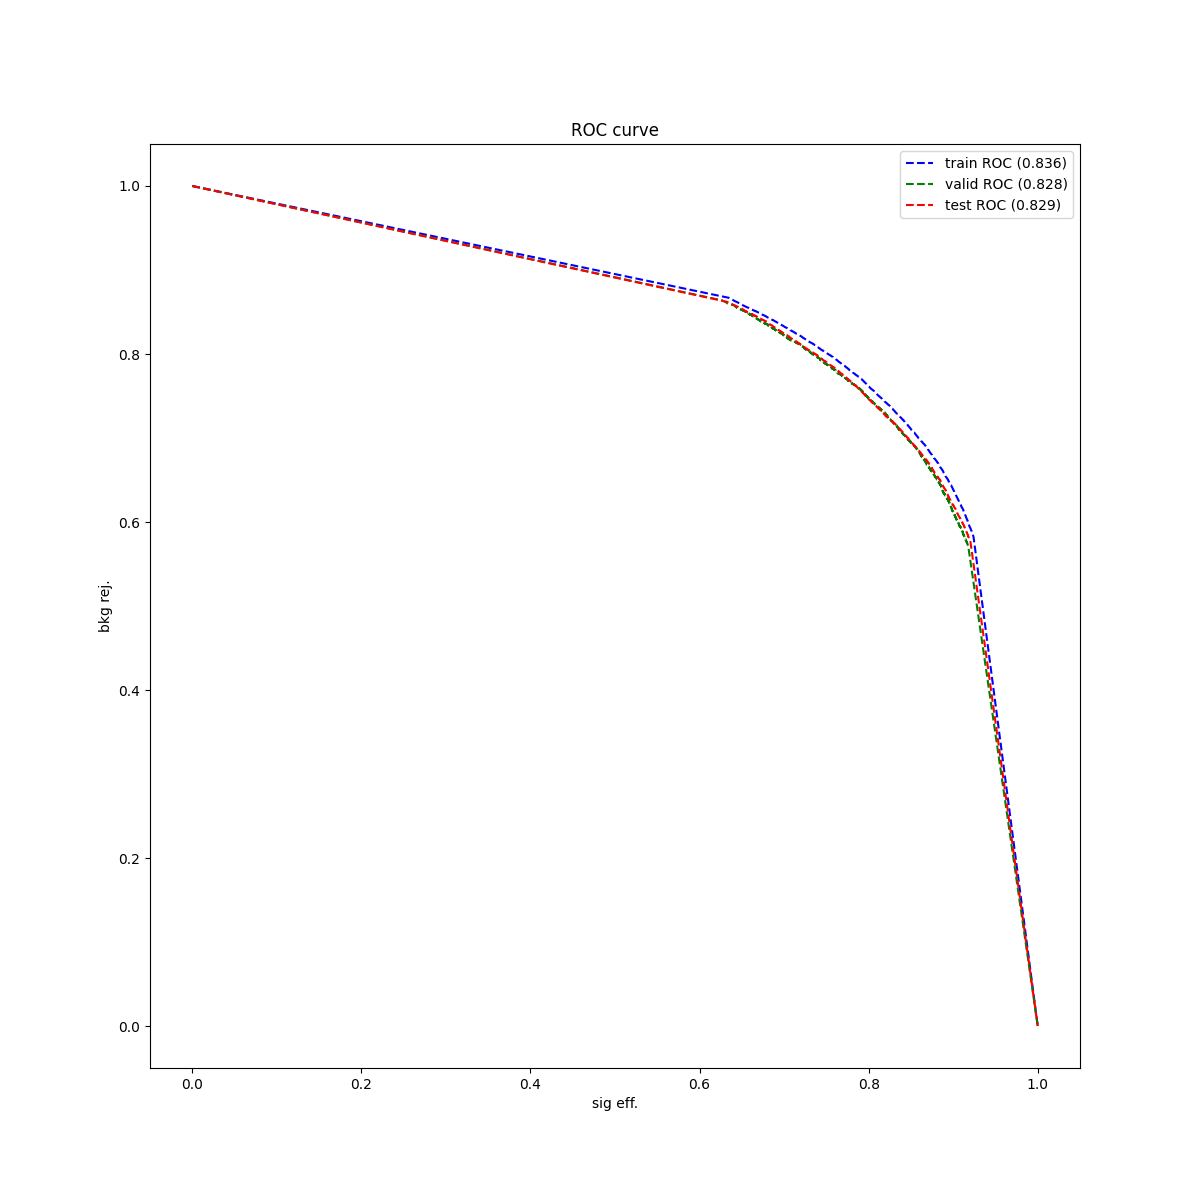 ROC curve
train ROC (0.836)
valid ROC (0.828)
test ROC (0.829)
1.0
0.8
0.6
0.4
0.2
0.0
bkg rej.
0.0 0.2 0.4 0.6 0.8 1.0
sig eff.